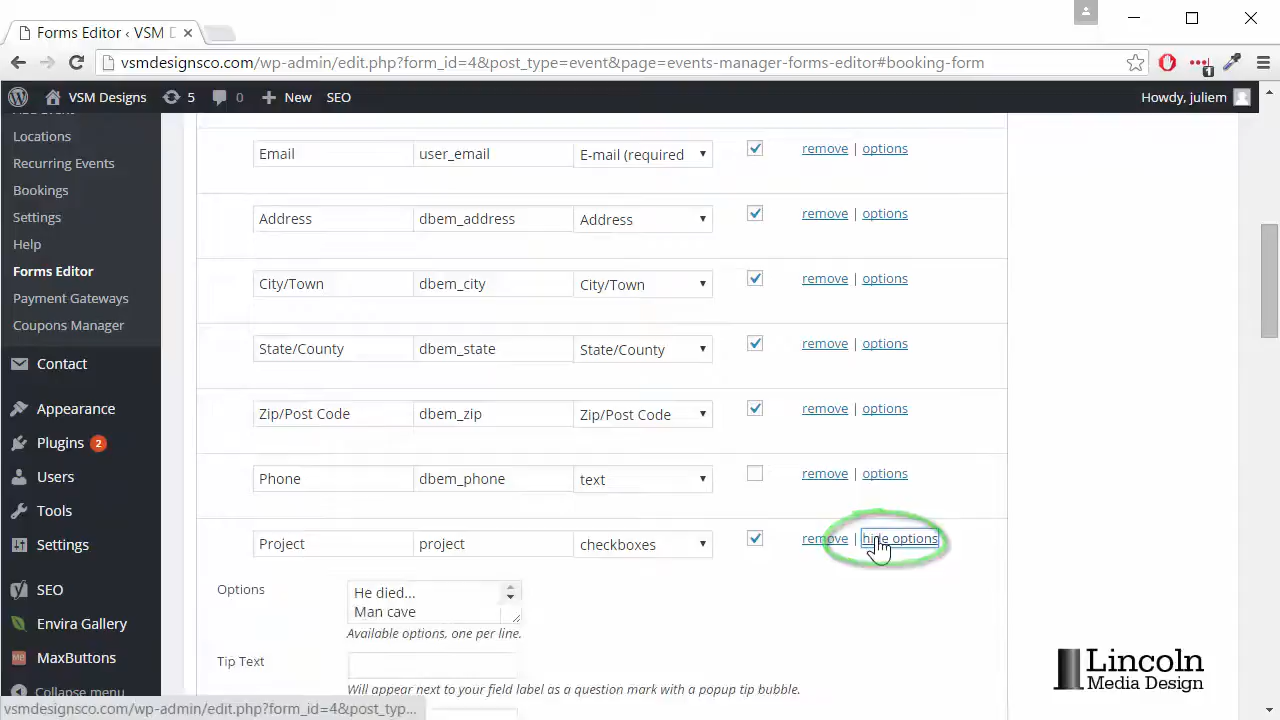 Forms Editor ‹ VSM D
vsmdesignsco.com/wp-admin/edit.php?form_id=4&post_type=event&page=events-manager-forms-editor#booking-form
VSM Designs 5 0 New SEO Howdy, juliem
Locations
Recurring Events
Bookings
Settings
Help
Forms Editor
Payment Gateways
Coupons Manager
Contact
Appearance
Plugins 2
Users
Tools
Settings
SEO
Envira Gallery
MaxButtons
Collapse menu
Email user_email E-mail (required remove | options
Address dbem_address Address remove | options
City/Town dbem_city City/Town remove | options
State/County dbem_state State/County remove | options
Zip/Post Code dbem_zip Zip/Post Code remove | options
Phone dbem_phone text remove | options
Project project checkboxes remove | hide options
Options He died...
Man cave
Available options, one per line.
Tip Text
Will appear next to your field label as a question mark with a popup tip bubble.
vsmdesignsco.com/wp-admin/edit.php?form_id=4&post_typ...
Lincoln
Media Design